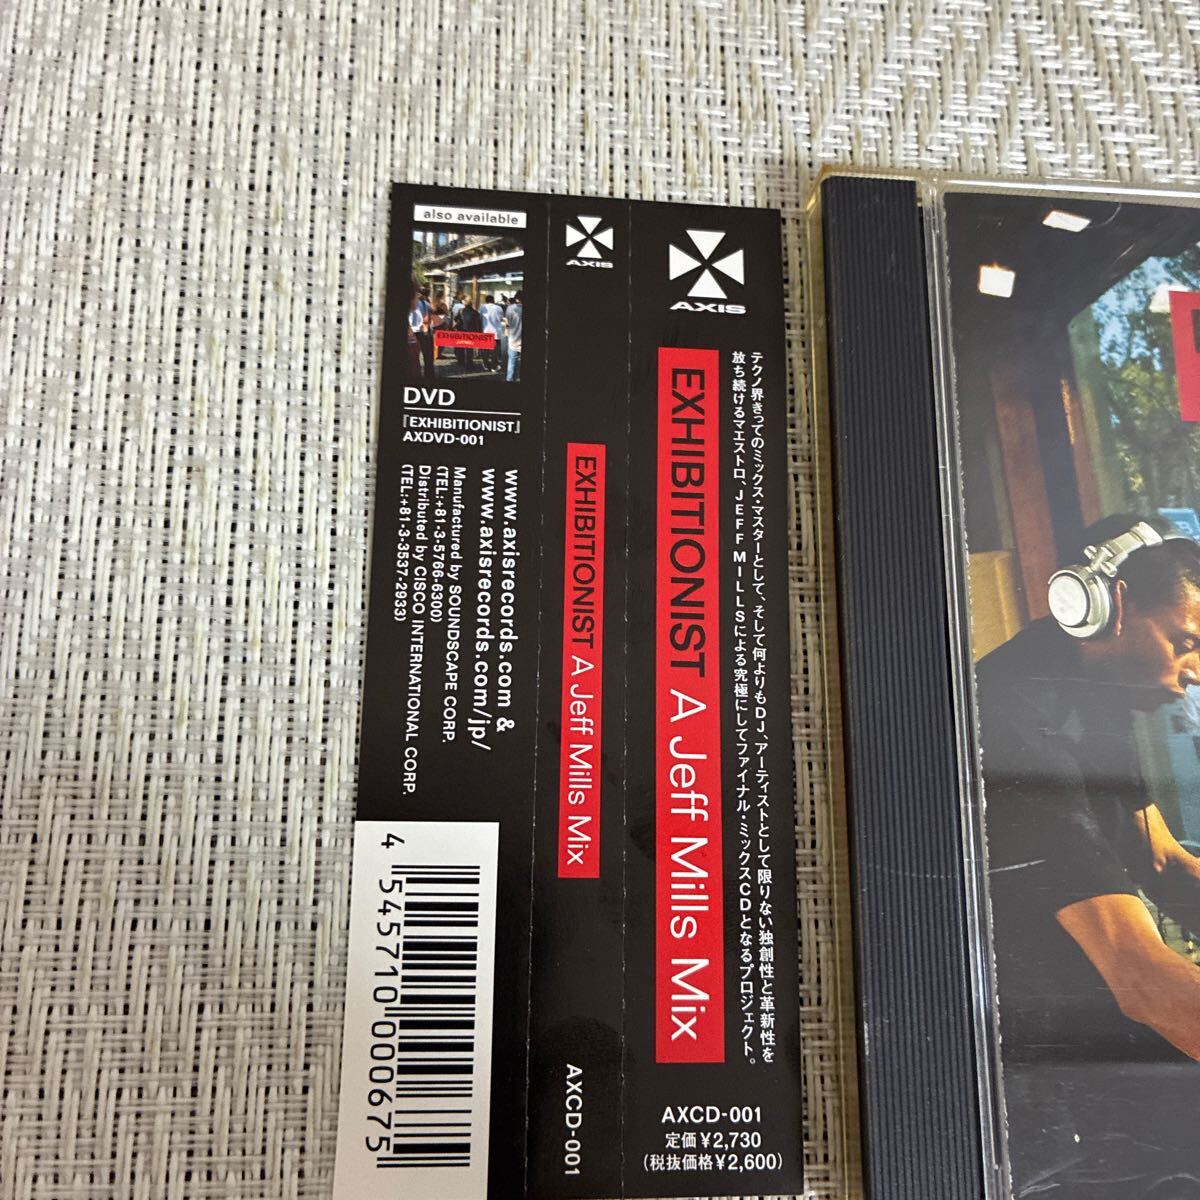 also available
EXHIBITIONIST
DVD
『EXHIBITIONIST』
AXDVD-001
www.axisrecords.com &
www.axisrecords.com/jp/
Manufactured by SOUNDSCAPE CORP.
(TEL:+81-3-5766-6300)
Distributed by CISCO INTERNATIONAL CORP.
(TEL:+81-3-3537-2933)
4 545710 000675
AXIS
EXHIBITIONIST A Jeff Mills Mix
AXCD-001
AXIS
テクノ界きってのミックス・マスターとして、そして何よりもDJ、アーティストとして限りない独創性と革新性を
放ち続けるマエストロ、JEFF MILLSによる究極にしてファイナル・ミックスCDとなるプロジェクト。
EXHIBITIONIST A Jeff Mills Mix
AXCD-001
定価¥2,730
(税抜価格¥2,600)